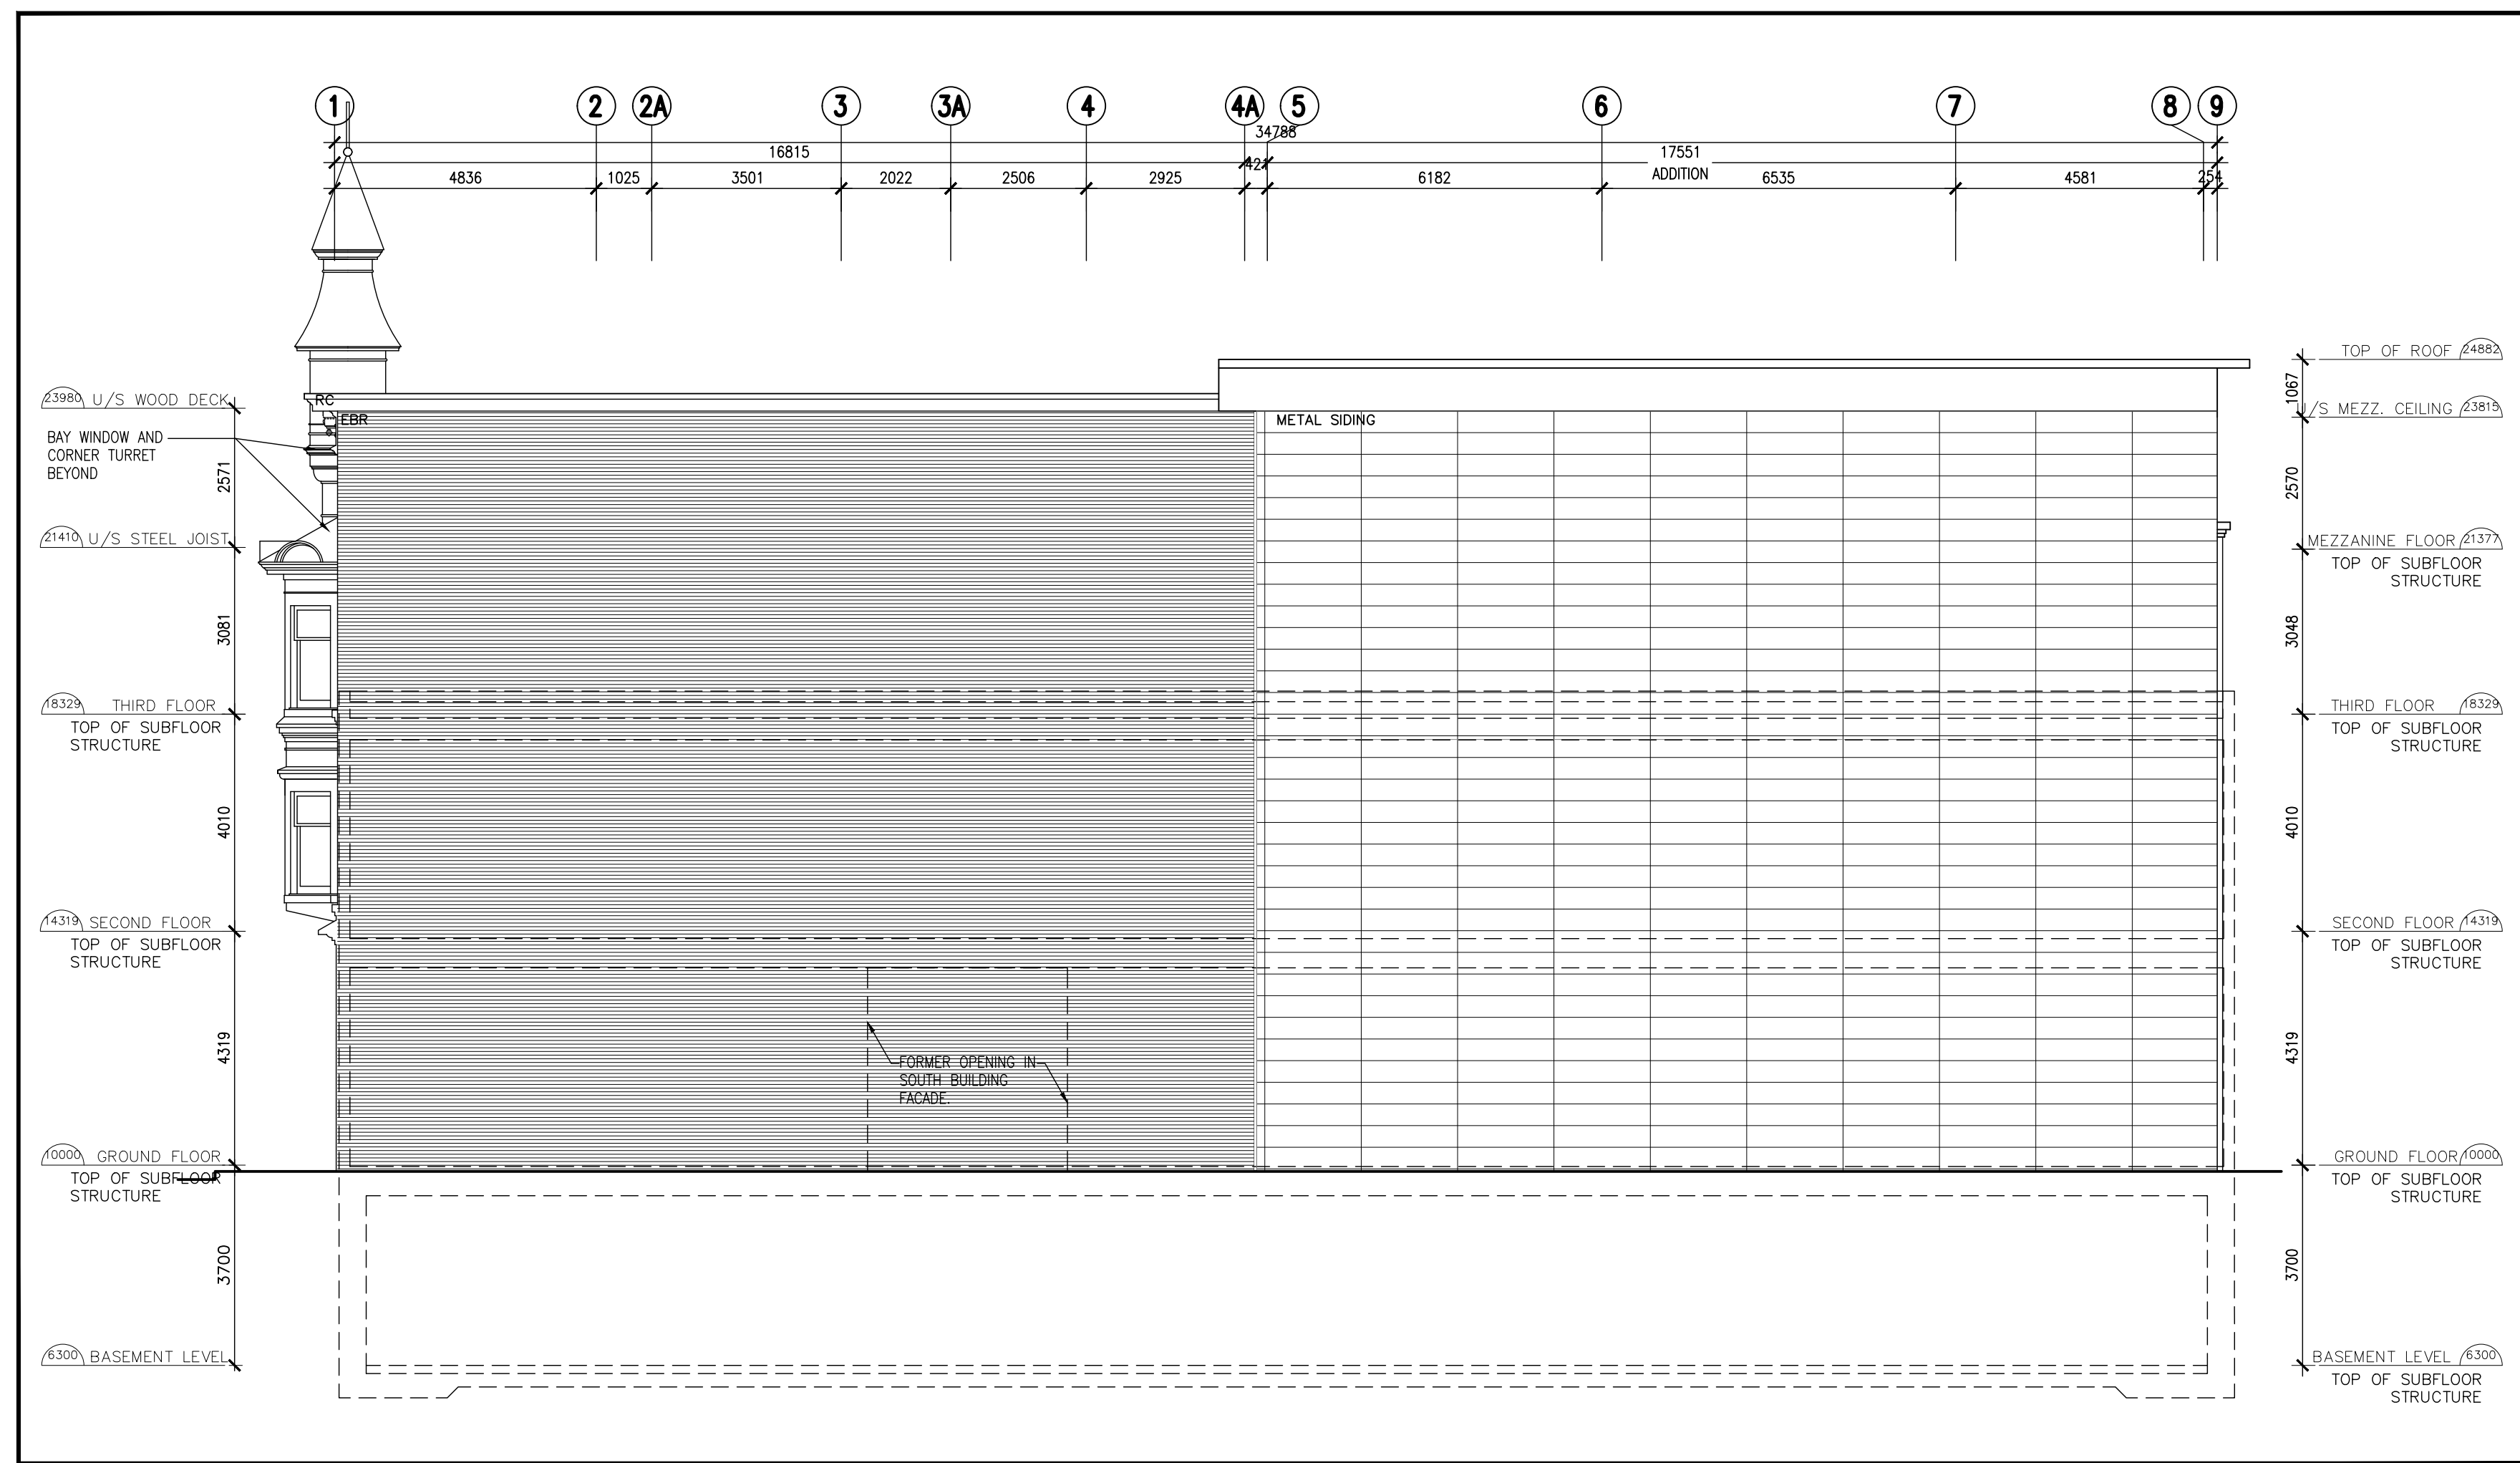 1 2 2A 3 3A 4 4A 5 6 7 8 9
34788
16815 421 17551
ADDITION
4836 1025 3501 2022 2506 2925 6182 6535 4581 254
23980 U/S WOOD DECK
RC
EBR
METAL SIDING
BAY WINDOW AND
CORNER TURRET
BEYOND
2571
21410 U/S STEEL JOIST
3081
18329 THIRD FLOOR
TOP OF SUBFLOOR
STRUCTURE
4010
14319 SECOND FLOOR
TOP OF SUBFLOOR
STRUCTURE
4319
FORMER OPENING IN
SOUTH BUILDING
FACADE.
10000 GROUND FLOOR
TOP OF SUBFLOOR
STRUCTURE
3700
6300 BASEMENT LEVEL
TOP OF ROOF 24882
1067
U/S MEZZ. CEILING 23815
2570
MEZZANINE FLOOR 21377
TOP OF SUBFLOOR
STRUCTURE
3048
THIRD FLOOR 18329
TOP OF SUBFLOOR
STRUCTURE
4010
SECOND FLOOR 14319
TOP OF SUBFLOOR
STRUCTURE
4319
GROUND FLOOR 10000
TOP OF SUBFLOOR
STRUCTURE
3700
BASEMENT LEVEL 6300
TOP OF SUBFLOOR
STRUCTURE